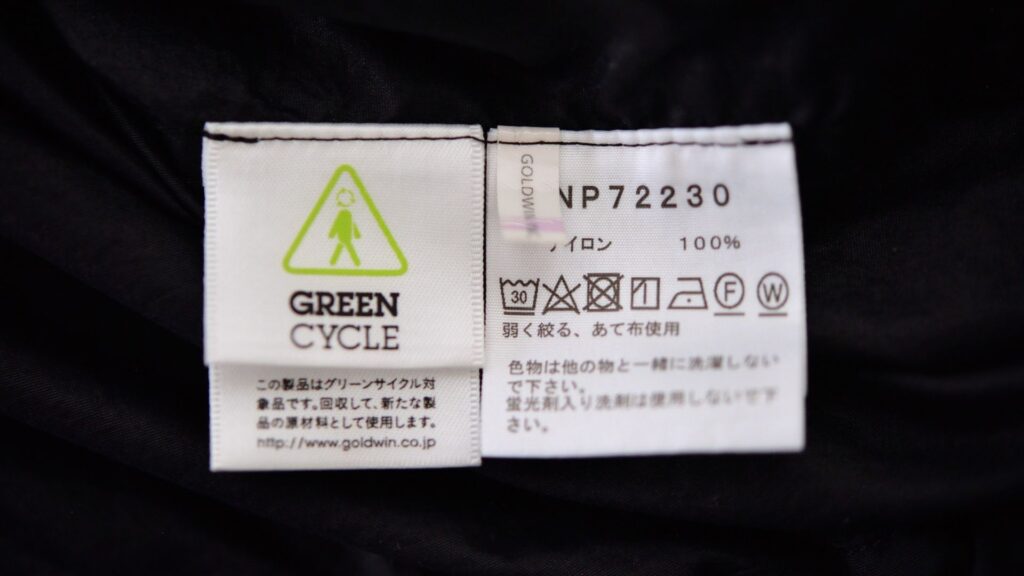 GREEN
CYCLE
この製品はグリーンサイクル対
象品です。回収して、新たな製
品の原材料として使用します。
http://www.goldwin.co.jp
GOLDWIN
NP72230
イロン 100%
30
F
W
弱く絞る、あて布使用
色物は他の物と一緒に洗濯しない
で下さい。
蛍光剤入り洗剤は使用しないで下
さい。